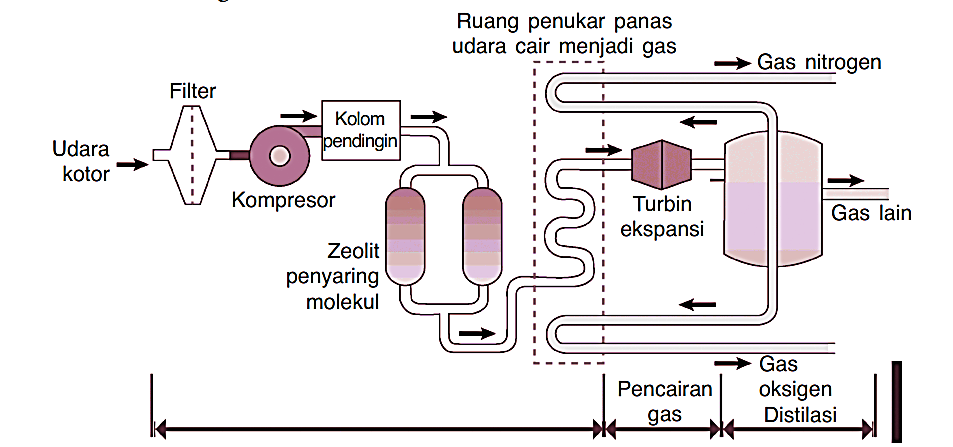 Ruang penukar panas
udara cair menjadi gas
Gas nitrogen
Filter
Kolom
pendingin
Udara
kotor
Kompresor
Turbin
ekspansi
Gas lain
Zeolit
penyaring
molekul
Gas
oksigen
Pencairan
gas
Distilasi